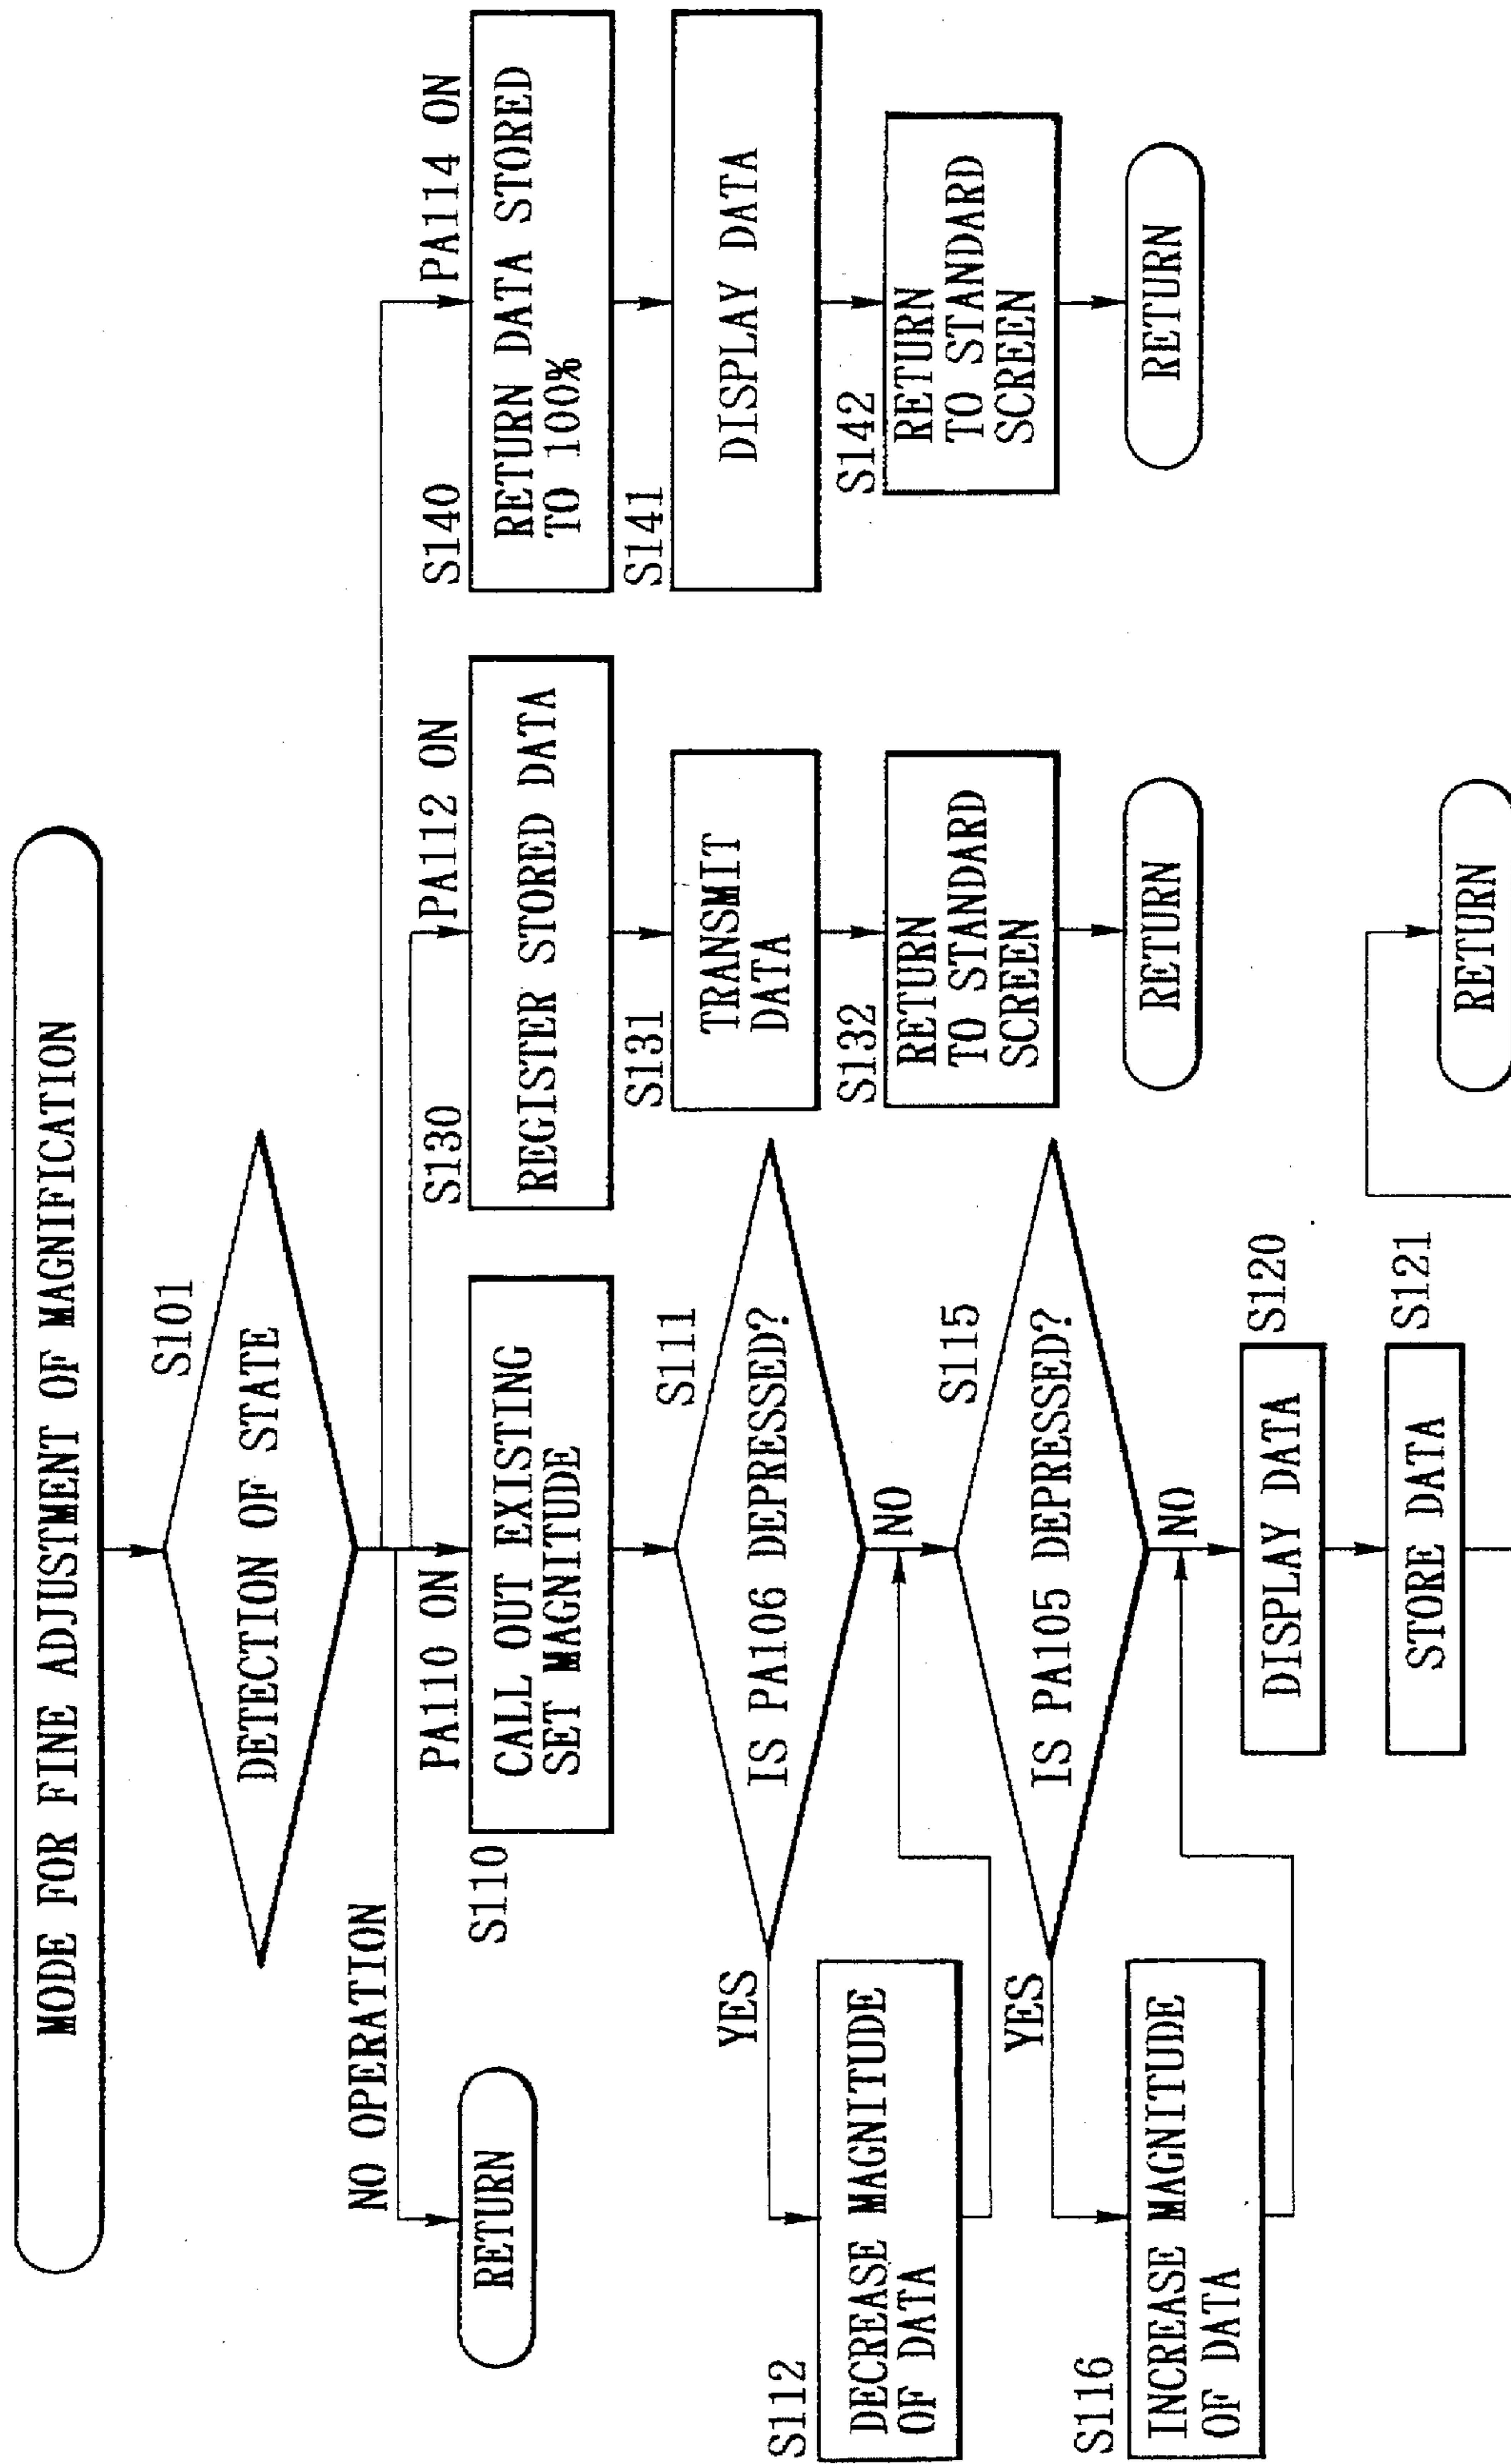 MODE FOR FINE ADJUSTMENT OF MAGNIFICATION
S101
DETECTION OF STATE
NO OPERATION
RETURN
PA110 ON
S110
CALL OUT EXISTING
SET MAGNITUDE
S111
IS PA106 DEPRESSED?
YES
NO
S112
DECREASE MAGNITUDE
OF DATA
S115
IS PA105 DEPRESSED?
YES
NO
S116
INCREASE MAGNITUDE
OF DATA
S120
DISPLAY DATA
S121
STORE DATA
RETURN
PA112 ON
S130
REGISTER STORED DATA
S131
TRANSMIT
DATA
S132
RETURN
TO STANDARD
SCREEN
RETURN
PA114 ON
S140
RETURN DATA STORED
TO 100%
S141
DISPLAY DATA
S142
RETURN
TO STANDARD
SCREEN
RETURN